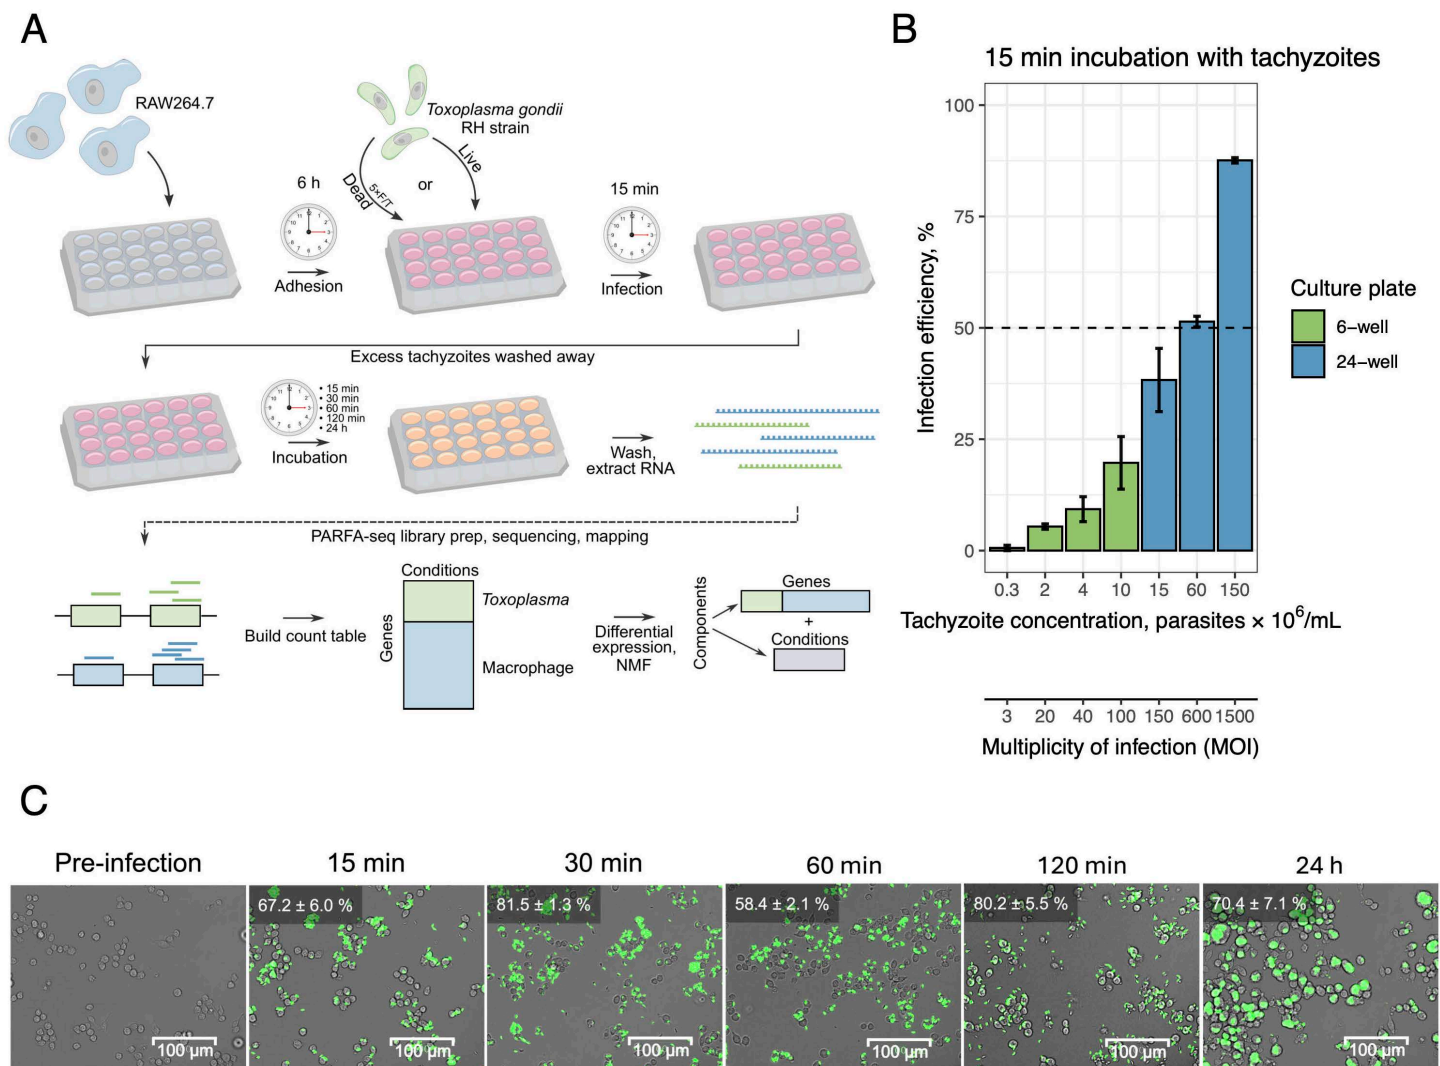 A
RAW264.7
Toxoplasma gondii
RH strain
Live
Dead
5×F/T
or
6 h
Adhesion
15 min
Infection
Excess tachyzoites washed away
• 15 min
• 30 min
• 60 min
• 120 min
• 24 h
Incubation
Wash,
extract RNA
PARFA-seq library prep, sequencing, mapping
Build count table
Conditions
Genes
Toxoplasma
Macrophage
Differential
expression,
NMF
Components
Genes
+
Conditions
B
15 min incubation with tachyzoites
Infection efficiency, %
100
75
50
25
0
0.3 2 4 10 15 60 150
Tachyzoite concentration, parasites × 10⁶/mL
3 20 40 100 150 600 1500
Multiplicity of infection (MOI)
Culture plate
6−well
24−well
C
Pre-infection 15 min 30 min 60 min 120 min 24 h
67.2 ± 6.0 % 81.5 ± 1.3 % 58.4 ± 2.1 % 80.2 ± 5.5 % 70.4 ± 7.1 %
100 µm 100 µm 100 µm 100 µm 100 µm 100 µm